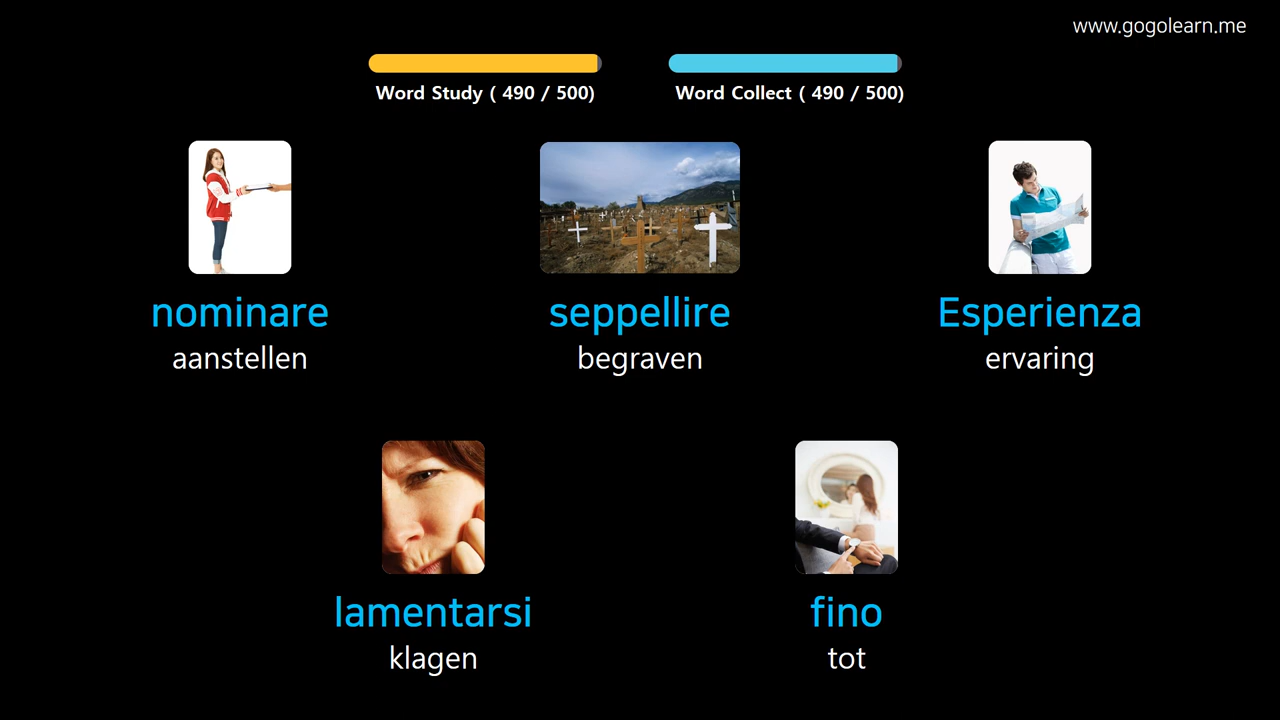 www.gogolearn.me
Word Study ( 490 / 500)
Word Collect ( 490 / 500)
nominare
aanstellen
seppellire
begraven
Esperienza
ervaring
lamentarsi
klagen
fino
tot